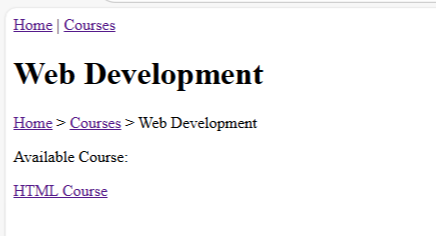 Home | Courses
Web Development
Home > Courses > Web Development
Available Course:
HTML Course